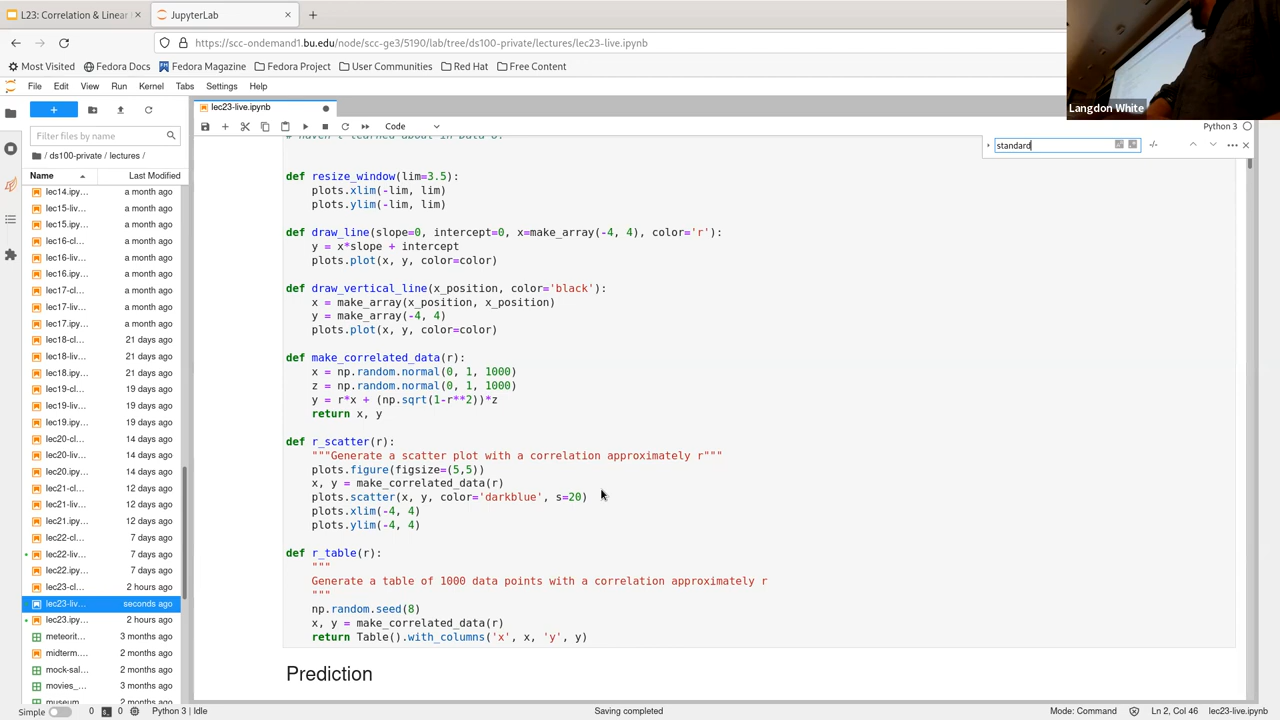 L23: Correlation & Linear
JupyterLab
https://scc-ondemand1.bu.edu/node/scc-ge3/5190/lab/tree/ds100-private/lectures/lec23-live.ipynb
Most Visited
Fedora Docs
Fedora Magazine
Fedora Project
User Communities
Red Hat
Free Content
Langdon White
File Edit View Run Kernel Tabs Settings Help
lec23-live.ipynb
Filter files by name
/ ds100-private / lectures /
Name Last Modified
Code
Python 3
standard
-/-
lec14.ipy... a month ago
lec15-liv... a month ago
lec15.ipy... a month ago
lec16-cl... a month ago
lec16-liv... a month ago
lec16.ipy... a month ago
lec17-cl... a month ago
lec17-liv... a month ago
lec17.ipy... a month ago
lec18-cl... 21 days ago
lec18-liv... 21 days ago
lec18.ipy... 21 days ago
lec19-cl... 19 days ago
lec19-liv... 19 days ago
lec19.ipy... 19 days ago
lec20-cl... 14 days ago
lec20-liv... 14 days ago
lec20.ipy... 14 days ago
lec21-cl... 12 days ago
lec21-liv... 12 days ago
lec21.ipy... 12 days ago
lec22-cl... 7 days ago
lec22-liv... 7 days ago
lec22.ipy... 7 days ago
lec23-cl... 2 hours ago
lec23-liv... seconds ago
lec23.ipy... 2 hours ago
meteorit... 3 months ago
midterm.... 2 months ago
mock-sal... 2 months ago
movies_... 3 months ago
museum 2 months ago
# haven't learned about in Data 8.
def resize_window(lim=3.5):
plots.xlim(-lim, lim)
plots.ylim(-lim, lim)
def draw_line(slope=0, intercept=0, x=make_array(-4, 4), color='r'):
y = x*slope + intercept
plots.plot(x, y, color=color)
def draw_vertical_line(x_position, color='black'):
x = make_array(x_position, x_position)
y = make_array(-4, 4)
plots.plot(x, y, color=color)
def make_correlated_data(r):
x = np.random.normal(0, 1, 1000)
z = np.random.normal(0, 1, 1000)
y = r*x + (np.sqrt(1-r**2))*z
return x, y
def r_scatter(r):
"""Generate a scatter plot with a correlation approximately r"""
plots.figure(figsize=(5,5))
x, y = make_correlated_data(r)
plots.scatter(x, y, color='darkblue', s=20)
plots.xlim(-4, 4)
plots.ylim(-4, 4)
def r_table(r):
"""
Generate a table of 1000 data points with a correlation approximately r
"""
np.random.seed(8)
x, y = make_correlated_data(r)
return Table().with_columns('x', x, 'y', y)
Prediction
Simple 0 0 Python 3 | Idle
Saving completed
Mode: Command Ln 2, Col 46 lec23-live.ipynb